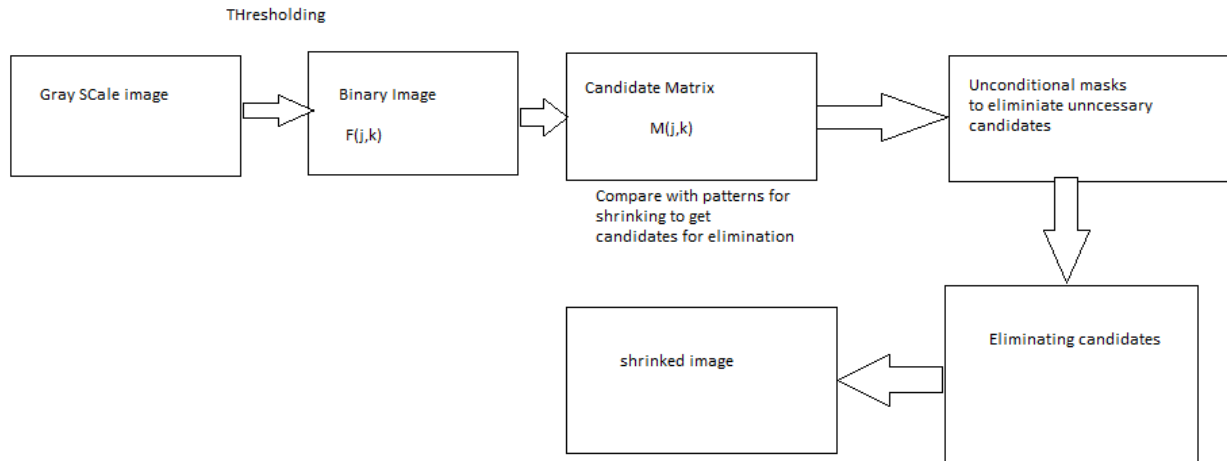 THresholding
Gray SCale image
Binary Image
F(j,k)
Candidate Matrix
M(j,k)
Compare with patterns for
shrinking to get
candidates for elimination
Unconditional masks
to eliminiate unncessary
candidates
Eliminating candidates
shrinked image